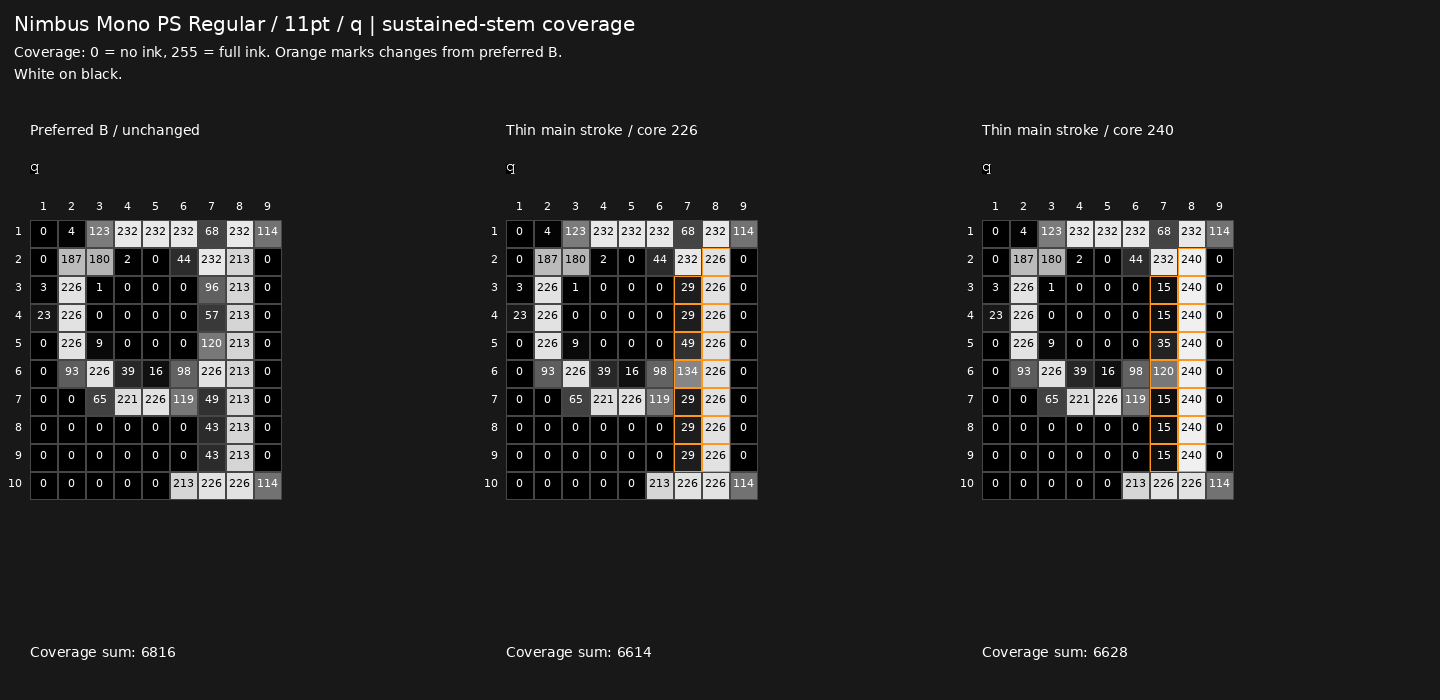 Nimbus Mono PS Regular / 11pt / q | sustained-stem coverage
Coverage: 0 = no ink, 255 = full ink. Orange marks changes from preferred B.
White on black.
Preferred B / unchanged
q
1 2 3 4 5 6 7 8 9
1 0 4 123 232 232 232 68 232 114
2 0 187 180 2 0 44 232 213 0
3 3 226 1 0 0 0 96 213 0
4 23 226 0 0 0 0 57 213 0
5 0 226 9 0 0 0 120 213 0
6 0 93 226 39 16 98 226 213 0
7 0 0 65 221 226 119 49 213 0
8 0 0 0 0 0 0 43 213 0
9 0 0 0 0 0 0 43 213 0
10 0 0 0 0 0 213 226 226 114
Coverage sum: 6816
Thin main stroke / core 226
q
1 2 3 4 5 6 7 8 9
1 0 4 123 232 232 232 68 232 114
2 0 187 180 2 0 44 232 226 0
3 3 226 1 0 0 0 29 226 0
4 23 226 0 0 0 0 29 226 0
5 0 226 9 0 0 0 49 226 0
6 0 93 226 39 16 98 134 226 0
7 0 0 65 221 226 119 29 226 0
8 0 0 0 0 0 0 29 226 0
9 0 0 0 0 0 0 29 226 0
10 0 0 0 0 0 213 226 226 114
Coverage sum: 6614
Thin main stroke / core 240
q
1 2 3 4 5 6 7 8 9
1 0 4 123 232 232 232 68 232 114
2 0 187 180 2 0 44 232 240 0
3 3 226 1 0 0 0 15 240 0
4 23 226 0 0 0 0 15 240 0
5 0 226 9 0 0 0 35 240 0
6 0 93 226 39 16 98 120 240 0
7 0 0 65 221 226 119 15 240 0
8 0 0 0 0 0 0 15 240 0
9 0 0 0 0 0 0 15 240 0
10 0 0 0 0 0 213 226 226 114
Coverage sum: 6628